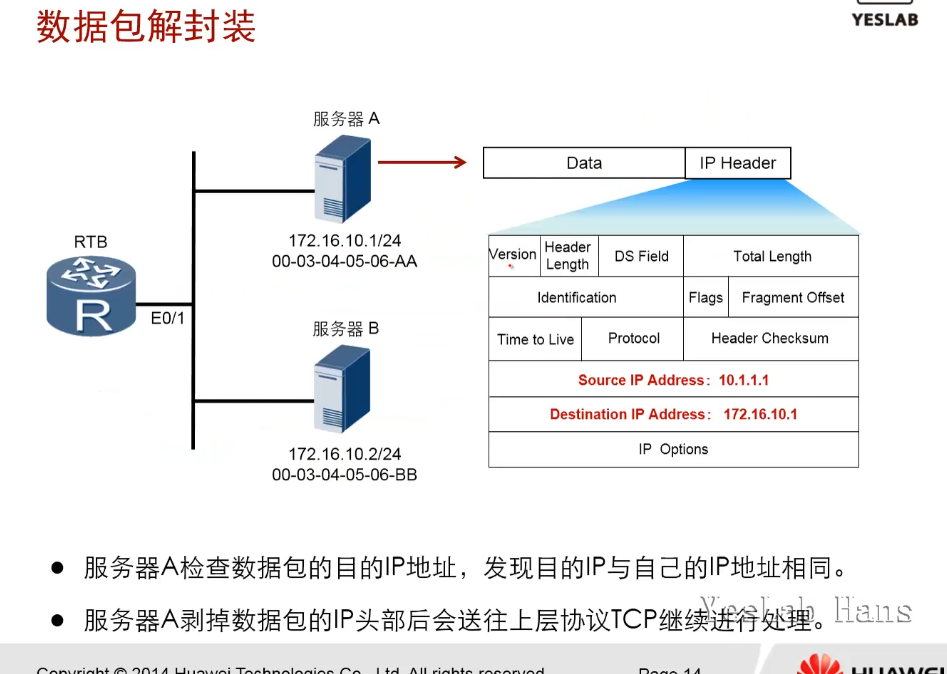 数据包解封装
YESLAB
服务器 A
172.16.10.1/24
00-03-04-05-06-AA
RTB
R
E0/1
服务器 B
172.16.10.2/24
00-03-04-05-06-BB
Data
IP Header
Version
Header
Length
DS Field
Total Length
Identification
Flags
Fragment Offset
Time to Live
Protocol
Header Checksum
Source IP Address: 10.1.1.1
Destination IP Address: 172.16.10.1
IP Options
● 服务器A检查数据包的目的IP地址，发现目的IP与自己的IP地址相同。
● 服务器A剥掉数据包的IP头部后会送往上层协议TCP继续进行处理。
YesLab Hans
Copyright © 2014 Huawei Technologies Co., Ltd. All rights reserved.
Page 14
HUAWEI